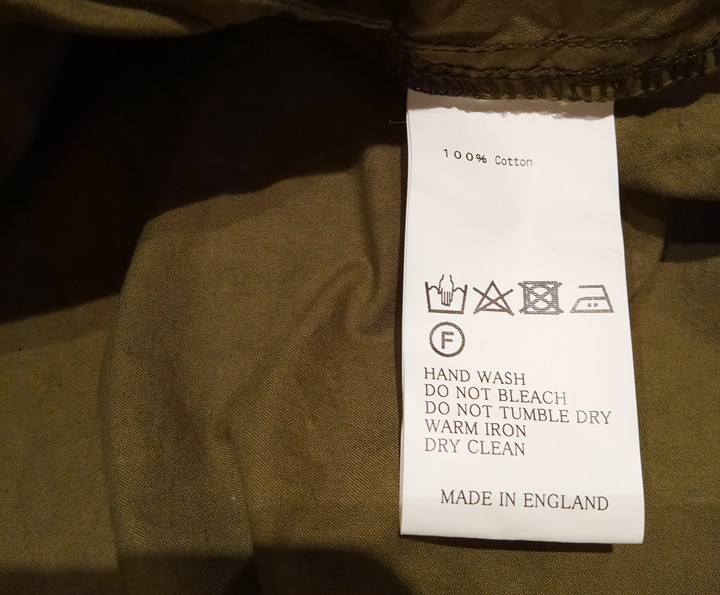 100% Cotton
F
HAND WASH
DO NOT BLEACH
DO NOT TUMBLE DRY
WARM IRON
DRY CLEAN
MADE IN ENGLAND